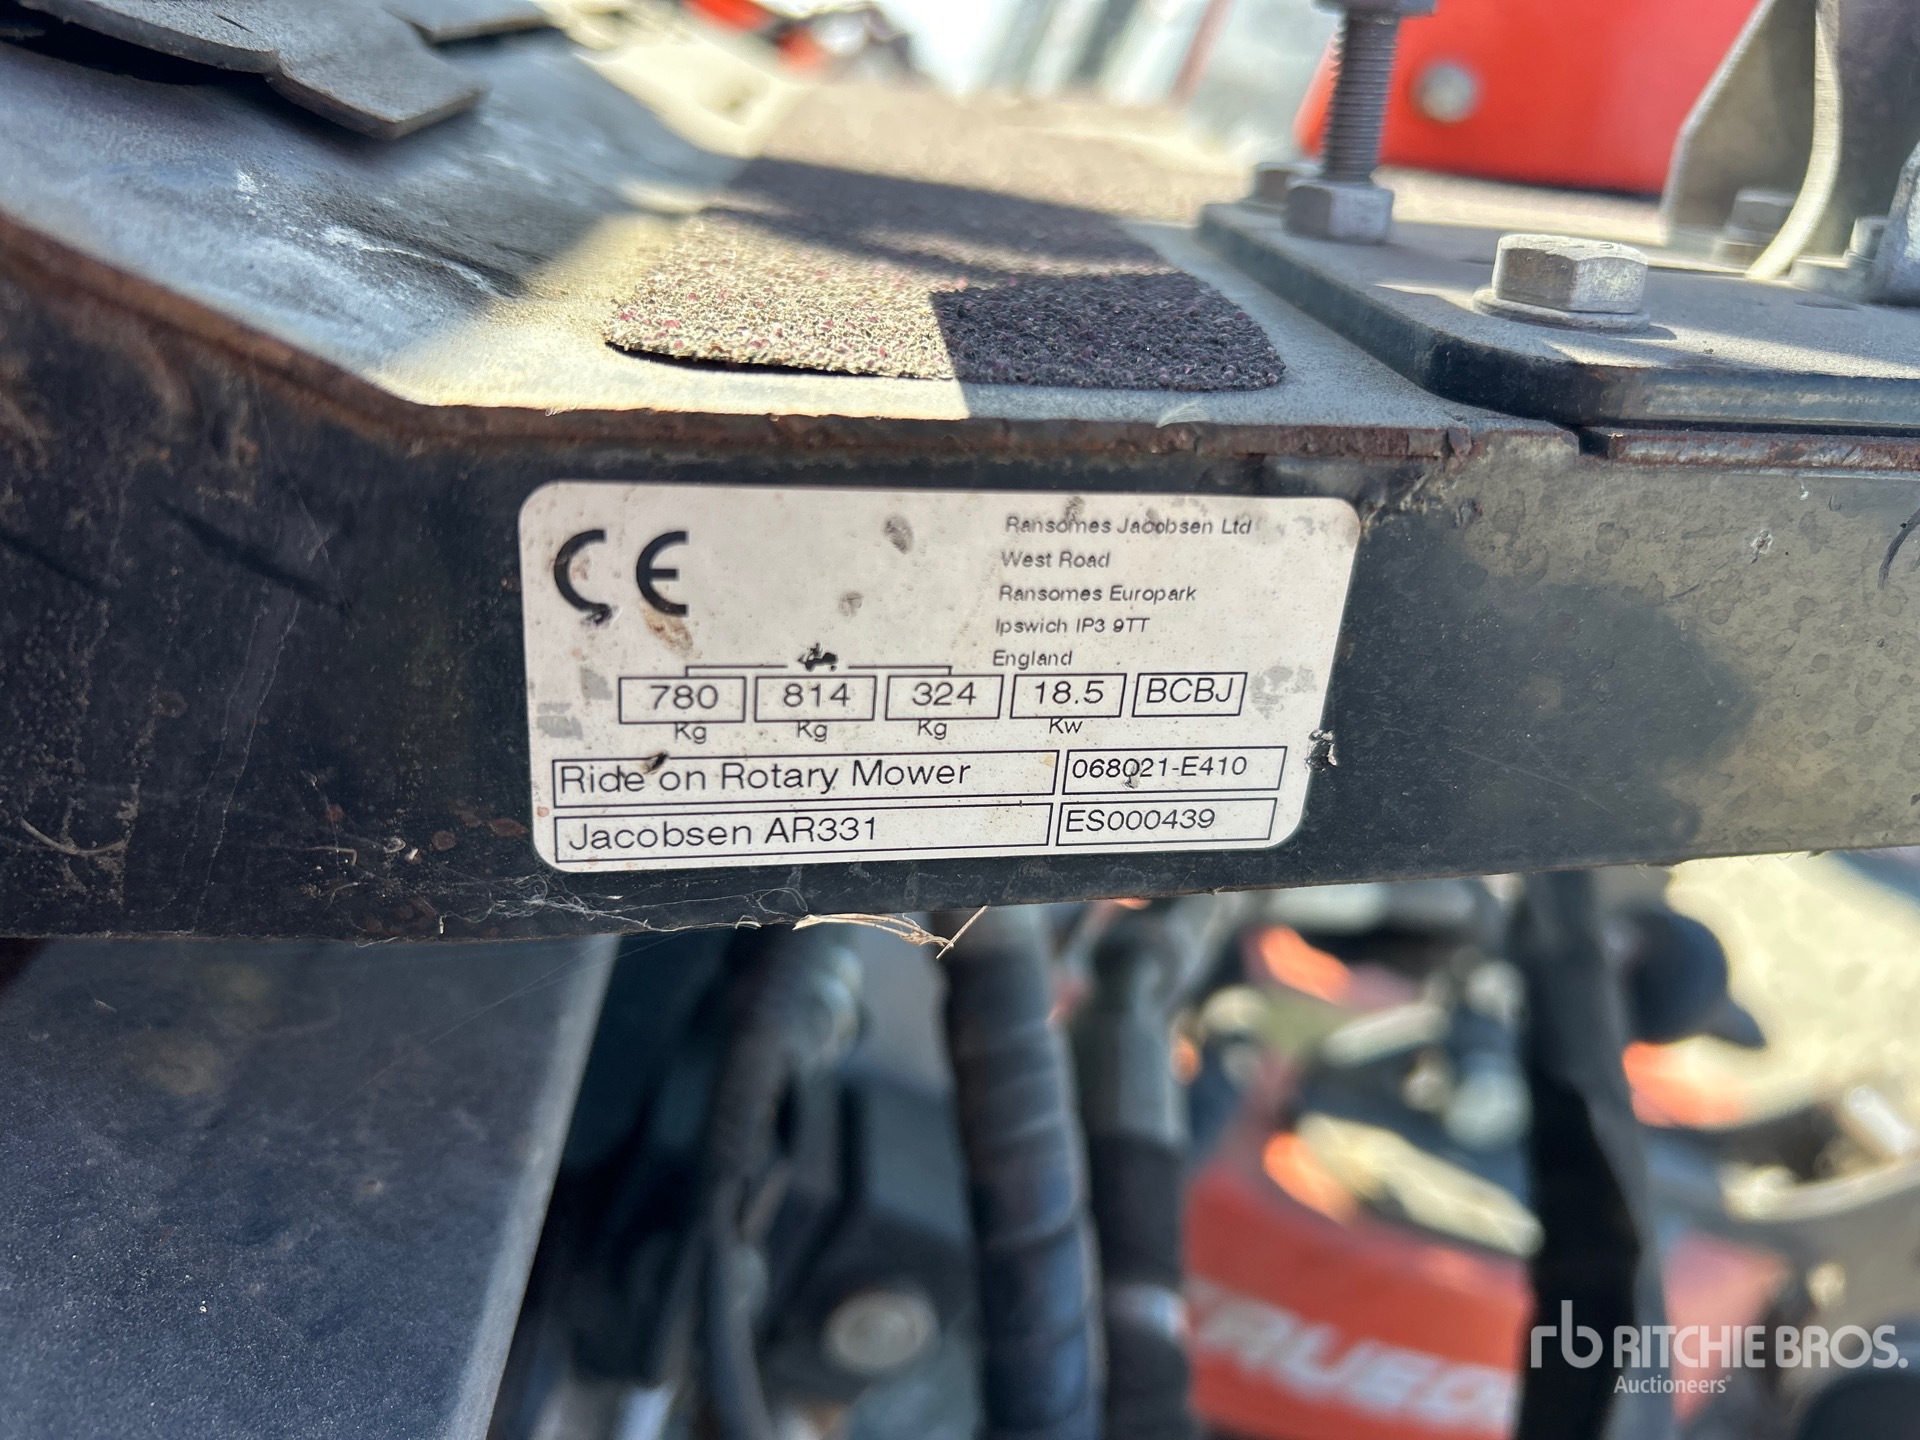 CE
Ransomes Jacobsen Ltd
West Road
Ransomes Europark
Ipswich IP3 9TT
England
780 814 324 18.5 BCBJ
Kg Kg Kg Kw
Ride on Rotary Mower 068021-E410
Jacobsen AR331 ES000439
rb RITCHIE BROS.
Auctioneers